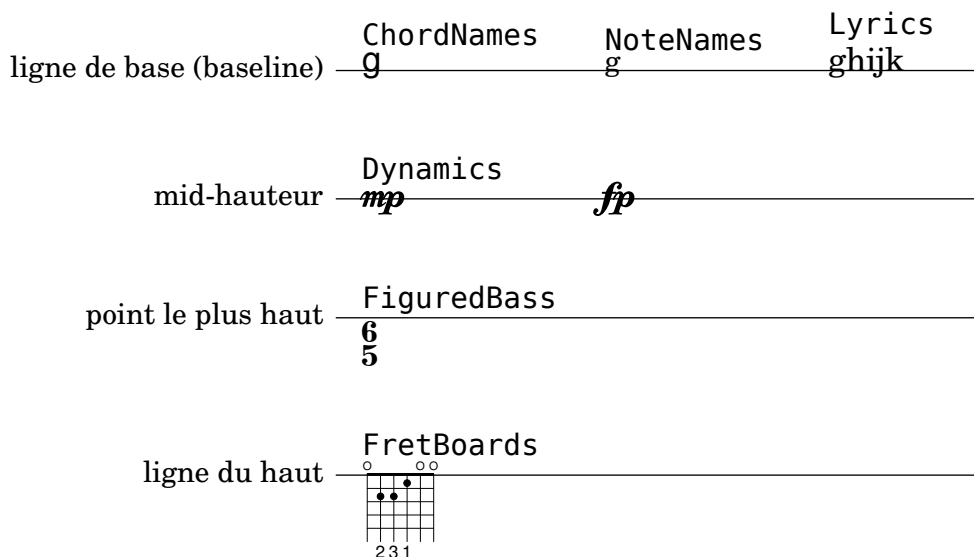 ChordNames NoteNames Lyrics
ligne de base (baseline) g g ghijk
Dynamics
mid-hauteur mp fp
FiguredBass
point le plus haut
6
5
FretBoards
o o o
ligne du haut
231